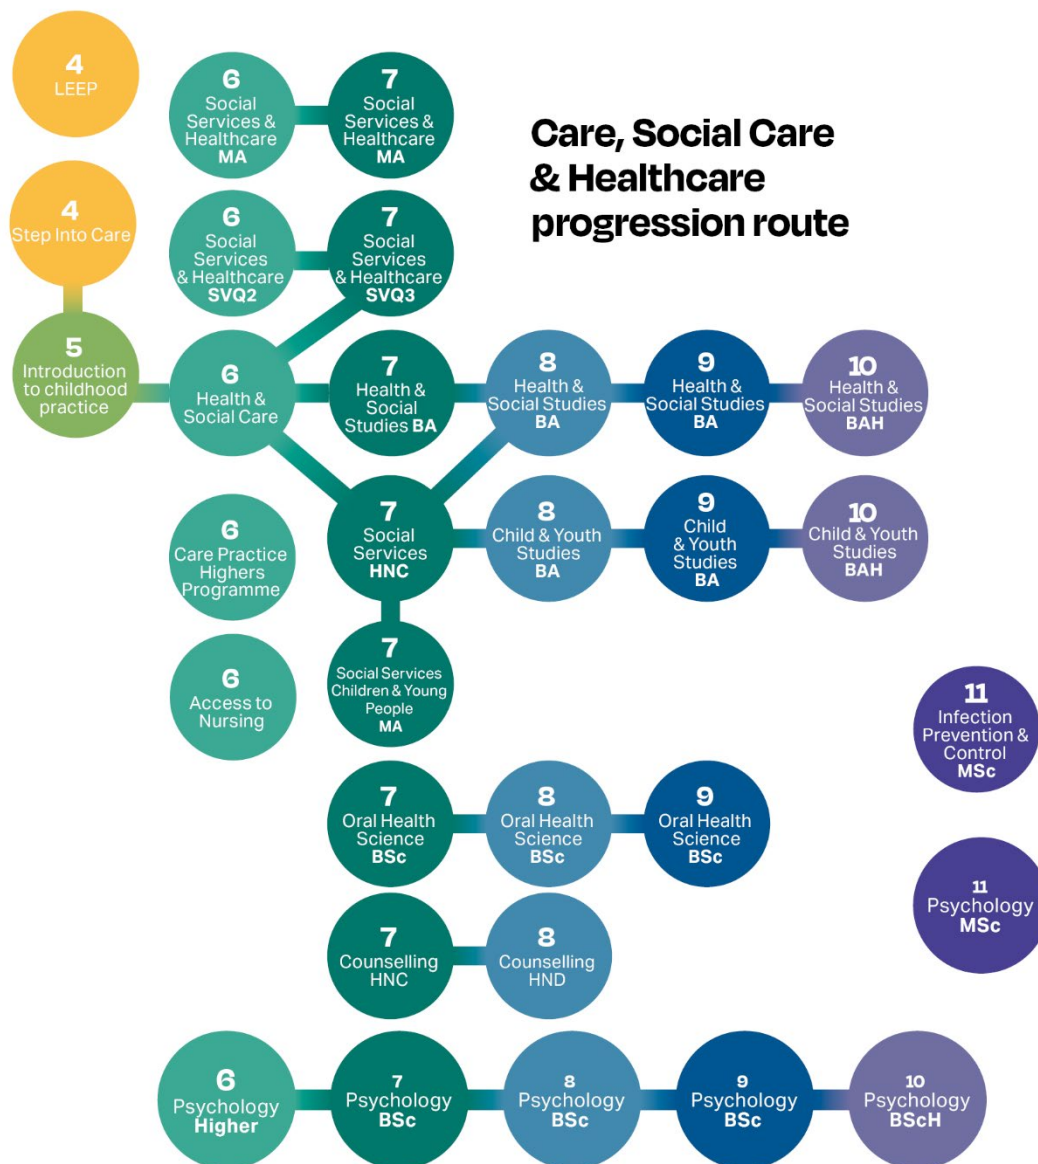 4
LEEP
6
Social
Services &
Healthcare
MA
7
Social
Services &
Healthcare
MA
Care, Social Care
& Healthcare
progression route
4
Step Into Care
6
Social
Services
& Healthcare
SVQ2
7
Social
Services
& Healthcare
SVQ3
5
Introduction
to childhood
practice
6
Health &
Social Care
7
Health &
Social
Studies BA
8
Health &
Social Studies
BA
9
Health &
Social Studies
BA
10
Health &
Social Studies
BAH
6
Care Practice
Highers
Programme
7
Social
Services
HNC
8
Child & Youth
Studies
BA
9
Child
& Youth
Studies
BA
10
Child & Youth
Studies
BAH
6
Access to
Nursing
7
Social Services
Children & Young
People
MA
11
Infection
Prevention &
Control
MSc
7
Oral Health
Science
BSc
8
Oral Health
Science
BSc
9
Oral Health
Science
BSc
11
Psychology
MSc
7
Counselling
HNC
8
Counselling
HND
6
Psychology
Higher
7
Psychology
BSc
8
Psychology
BSc
9
Psychology
BSc
10
Psychology
BScH